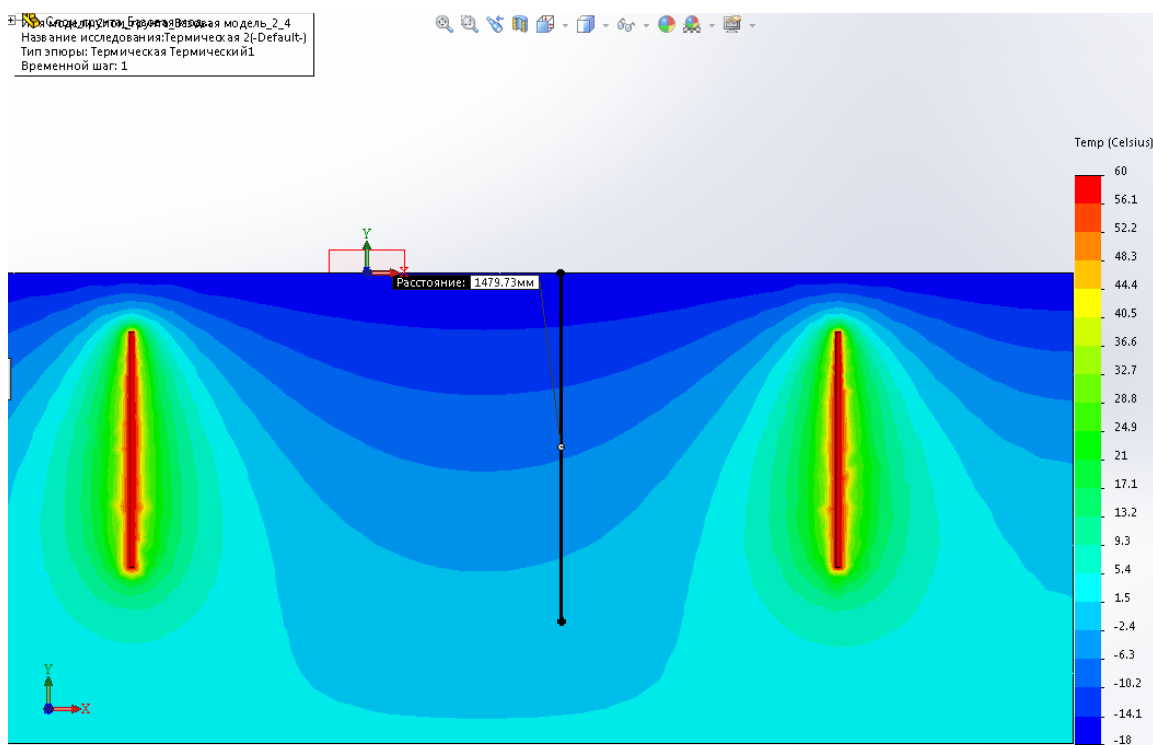 Название исследования:Термическая 2(-Default-)
Тип эпюры: Термическая Термический1
Временной шаг: 1
Temp (Celsius)
60
56.1
52.2
48.3
44.4
40.5
36.6
32.7
28.8
24.9
21
17.1
13.2
9.3
5.4
1.5
-2.4
-6.3
-10.2
-14.1
-18
Y
X
Расстояние: 1479.73мм
Y
X